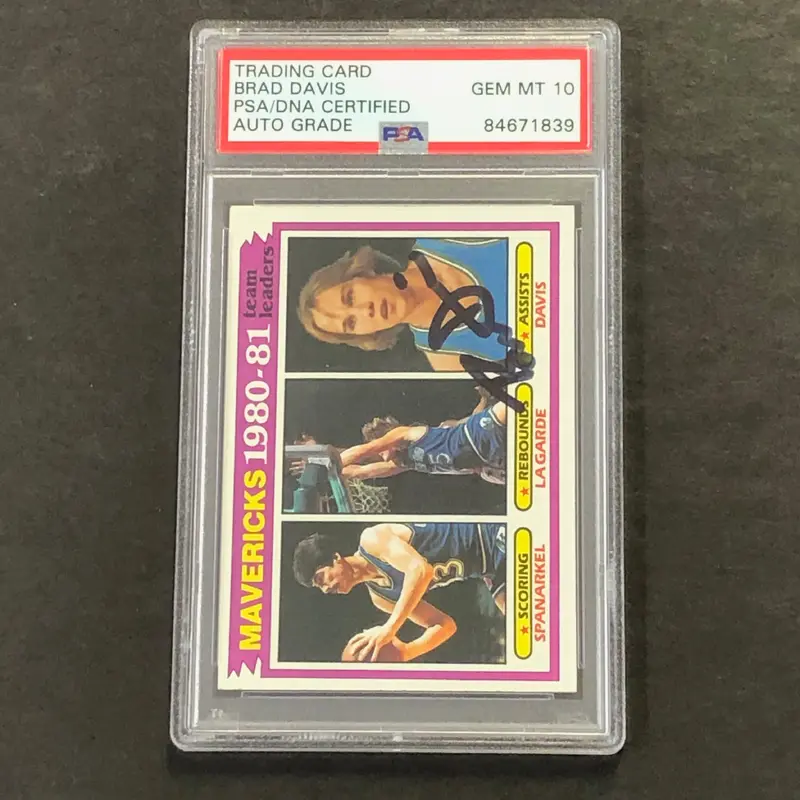 TRADING CARD
BRAD DAVIS
PSA/DNA CERTIFIED
AUTO GRADE
GEM MT 10
84671839
PSA
MAVERICKS 1980-81 team leaders
SCORING
SPANARKEL
REBOUNDS
LAGARDE
ASSISTS
DAVIS
13